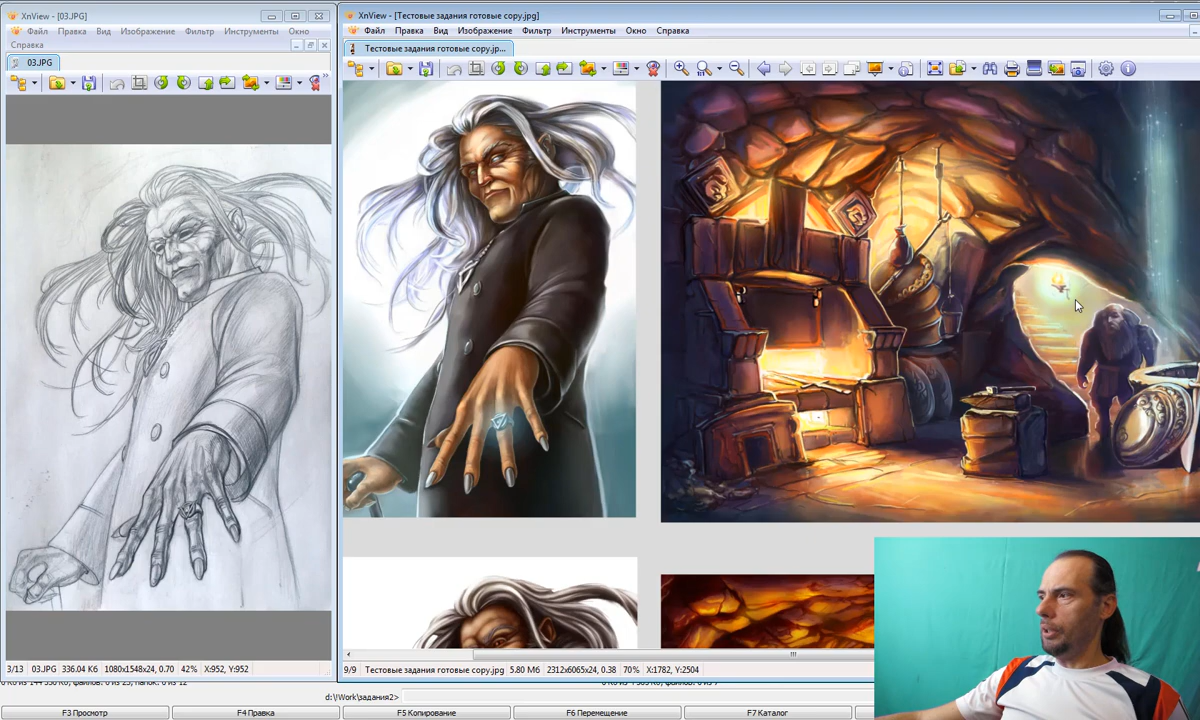 XnView - [03.JPG]
Файл Правка Вид Изображение Фильтр Инструменты Окно
Справка
03.JPG
3/13 03.JPG 336.04 Кб 1080x1548x24, 0.70 42% X:952, Y:952
XnView - [Тестовые задания готовые copy.jpg]
Файл Правка Вид Изображение Фильтр Инструменты Окно Справка
Тестовые задания готовые copy.jp...
9/9 Тестовые задания готовые copy.jpg 5.80 Мб 2312x6065x24, 0.38 70% X:1782, Y:2504
d:\!Work\задания2>
F3 Просмотр F4 Правка F5 Копирование F6 Перемещение F7 Каталог